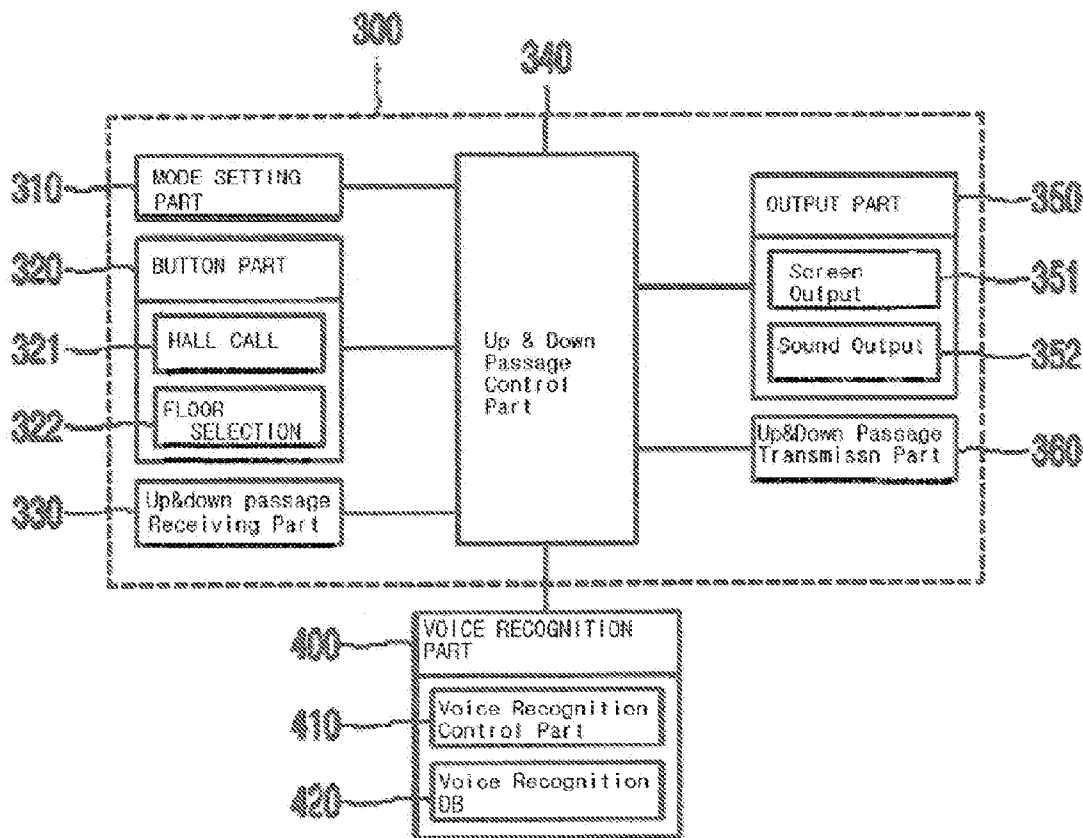 300
340
310
MODE SETTING
PART
320
BUTTON PART
321
HALL CALL
322
FLOOR
SELECTION
330
Up&down passage
Receiving Part
Up & Down
Passage
Control
Part
OUTPUT PART
350
Screen
Output
351
Sound Output
352
Up&Down Passage
Transmissn Part
360
400
VOICE RECOGNITION
PART
410
Voice Recognition
Control Part
420
Voice Recognition
DB